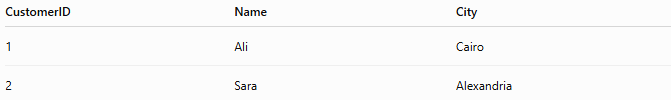 CustomerID Name City
1 Ali Cairo
2 Sara Alexandria